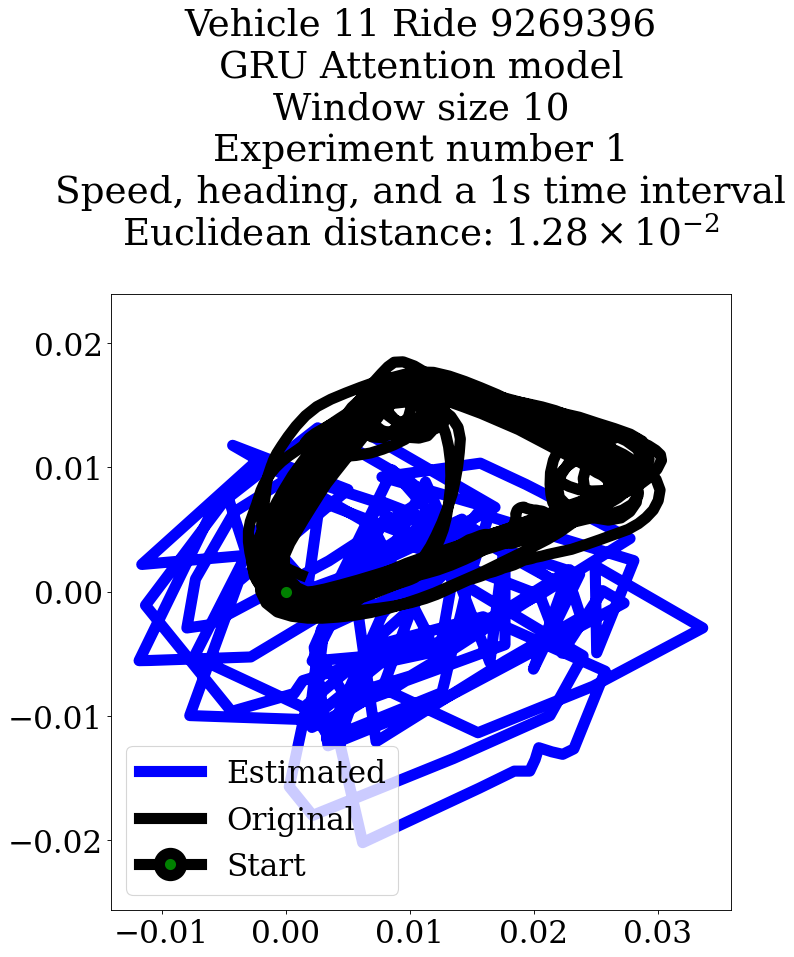 Vehicle 11 Ride 9269396
GRU Attention model
Window size 10
Experiment number 1
Speed, heading, and a 1s time interval
Euclidean distance: 1.28 × 10⁻²
0.02
0.01
0.00
−0.01
−0.02
Estimated
Original
Start
−0.01 0.00 0.01 0.02 0.03